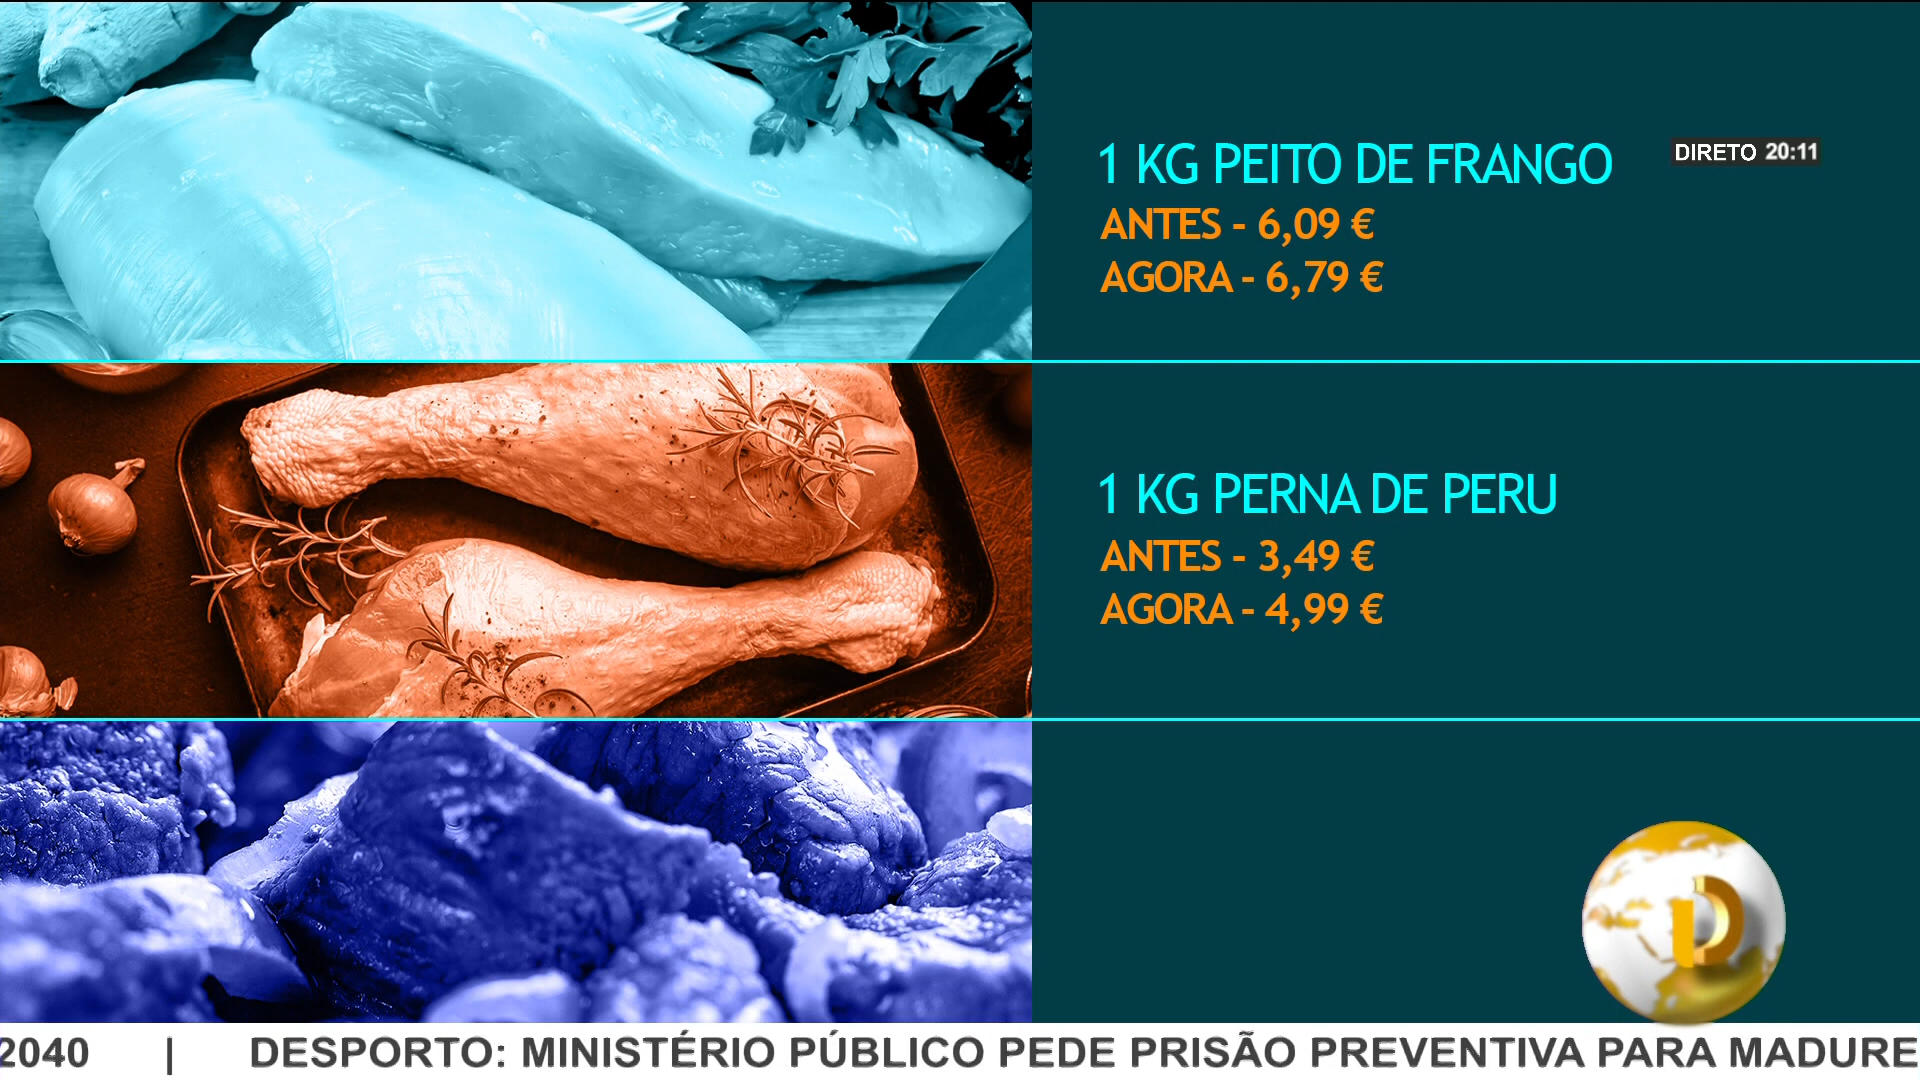 1 KG PEITO DE FRANGO
DIRETO 20:11
ANTES - 6,09 €
AGORA - 6,79 €
1 KG PERNA DE PERU
ANTES - 3,49 €
AGORA - 4,99 €
2040 | DESPORTO: MINISTÉRIO PÚBLICO PEDE PRISÃO PREVENTIVA PARA MADURE